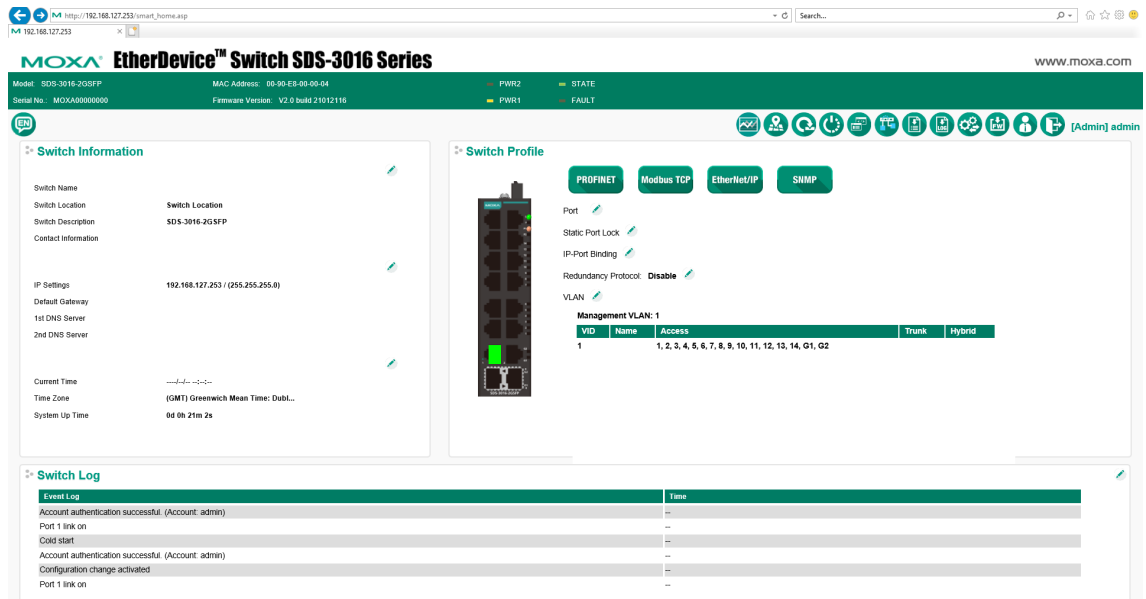 http://192.168.127.253/smart_home.asp
Search...
192.168.127.253
MOXA® EtherDevice™ Switch SDS-3016 Series
www.moxa.com
Model: SDS-3016-2GSFP MAC Address: 00-90-E8-00-00-04 PWR2 STATE
Serial No.: MOXA00000000 Firmware Version: V2.0 build 21012116 PWR1 FAULT
EN
LOG
FW
[Admin] admin
Switch Information
Switch Name
Switch Location Switch Location
Switch Description SDS-3016-2GSFP
Contact Information
IP Settings 192.168.127.253 / (255.255.255.0)
Default Gateway
1st DNS Server
2nd DNS Server
Current Time ----/--/-- --:--:--
Time Zone (GMT) Greenwich Mean Time: Dubl...
System Up Time 0d 0h 21m 2s
Switch Profile
PROFINET Modbus TCP EtherNet/IP SNMP
Port
Static Port Lock
IP-Port Binding
Redundancy Protocol: Disable
VLAN
Management VLAN: 1
VID Name Access Trunk Hybrid
1 1, 2, 3, 4, 5, 6, 7, 8, 9, 10, 11, 12, 13, 14, G1, G2
SDS-3016-2GSFP
Switch Log
Event Log Time
Account authentication successful. (Account: admin) --
Port 1 link on --
Cold start --
Account authentication successful. (Account: admin) --
Configuration change activated --
Port 1 link on --